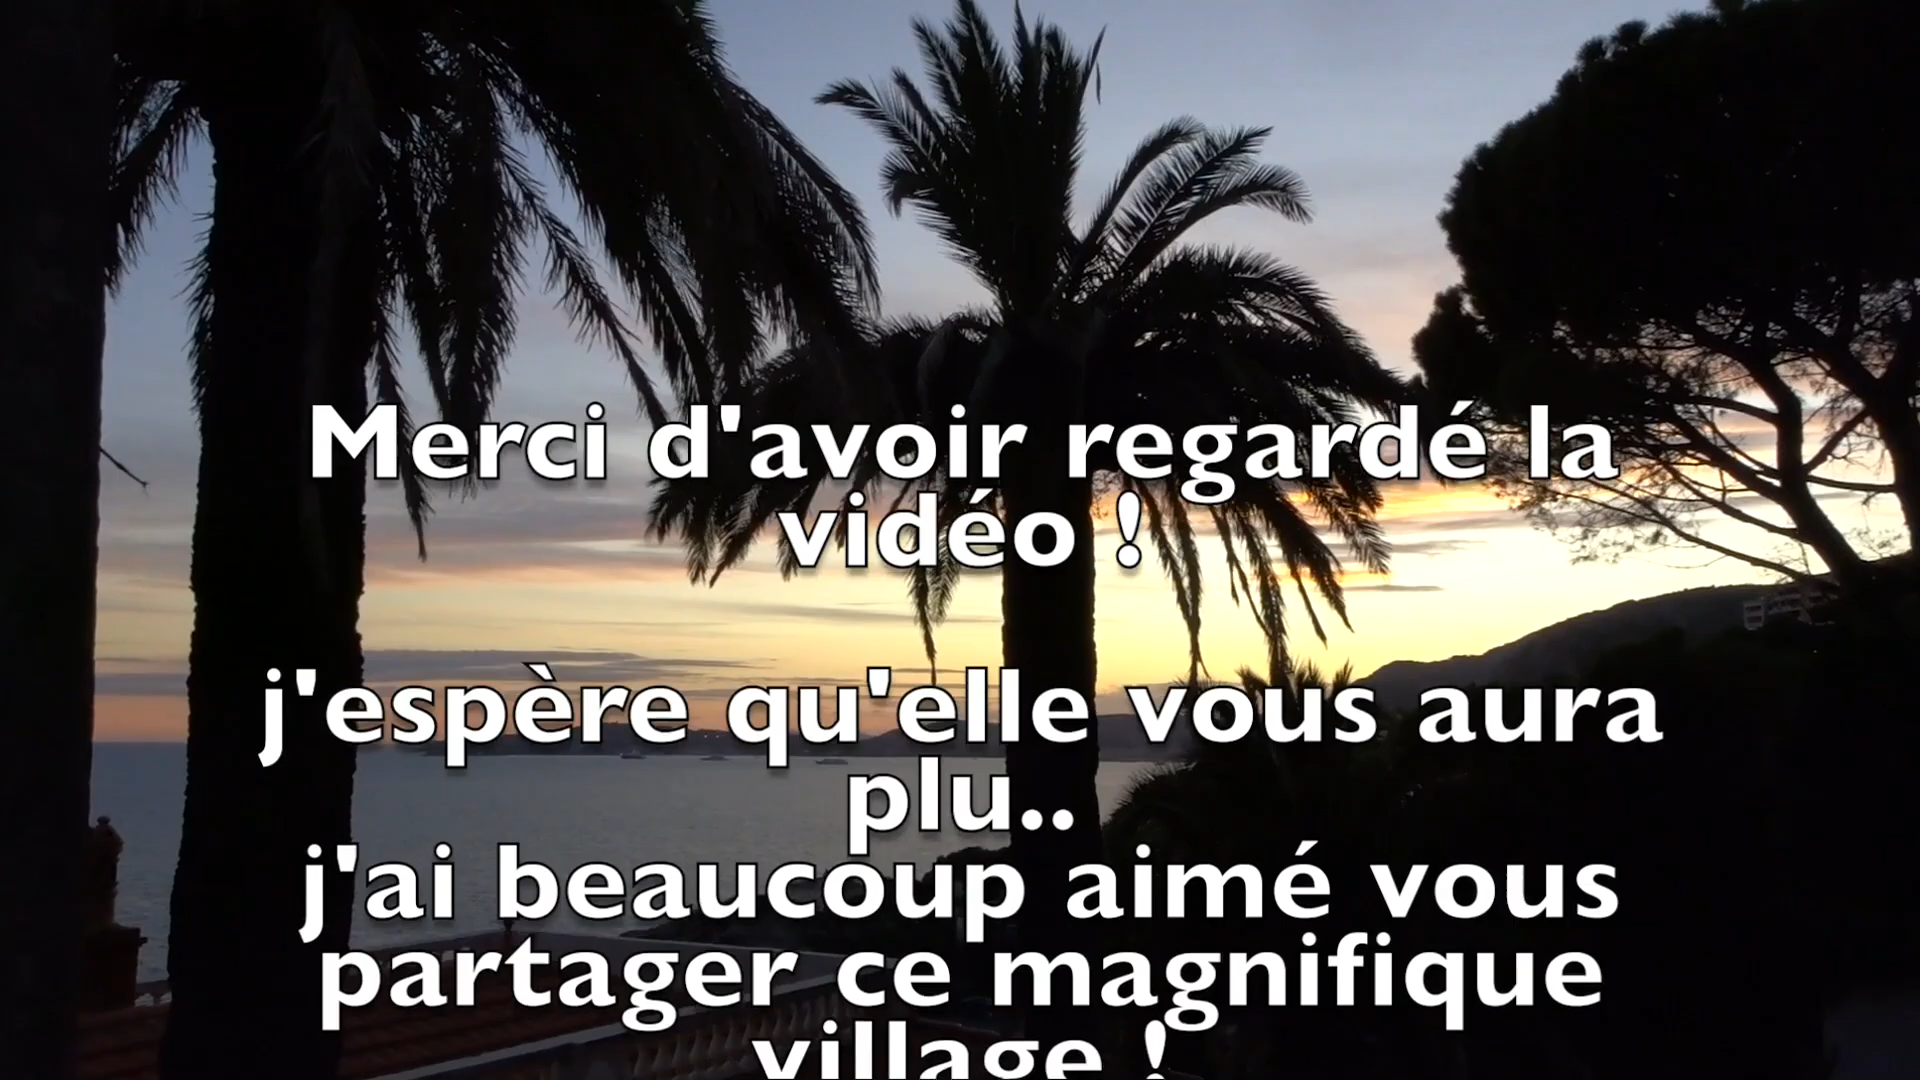 Merci d'avoir regardé la
vidéo !
j'espère qu'elle vous aura
plu..
j'ai beaucoup aimé vous
partager ce magnifique
village !